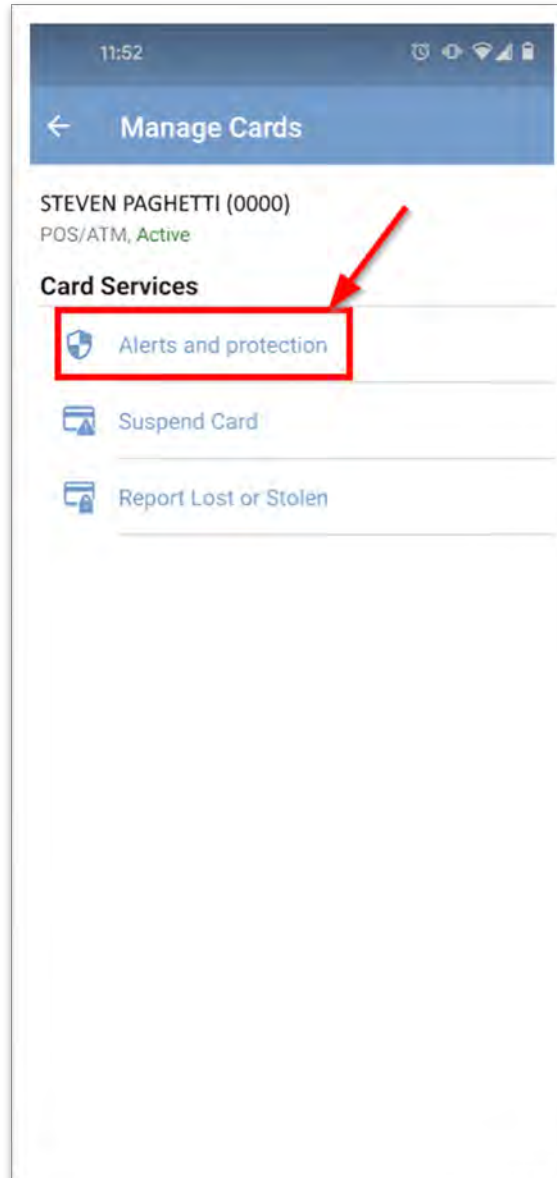 11:52
Manage Cards
STEVEN PAGHETTI (0000)
POS/ATM, Active
Card Services
Alerts and protection
Suspend Card
Report Lost or Stolen